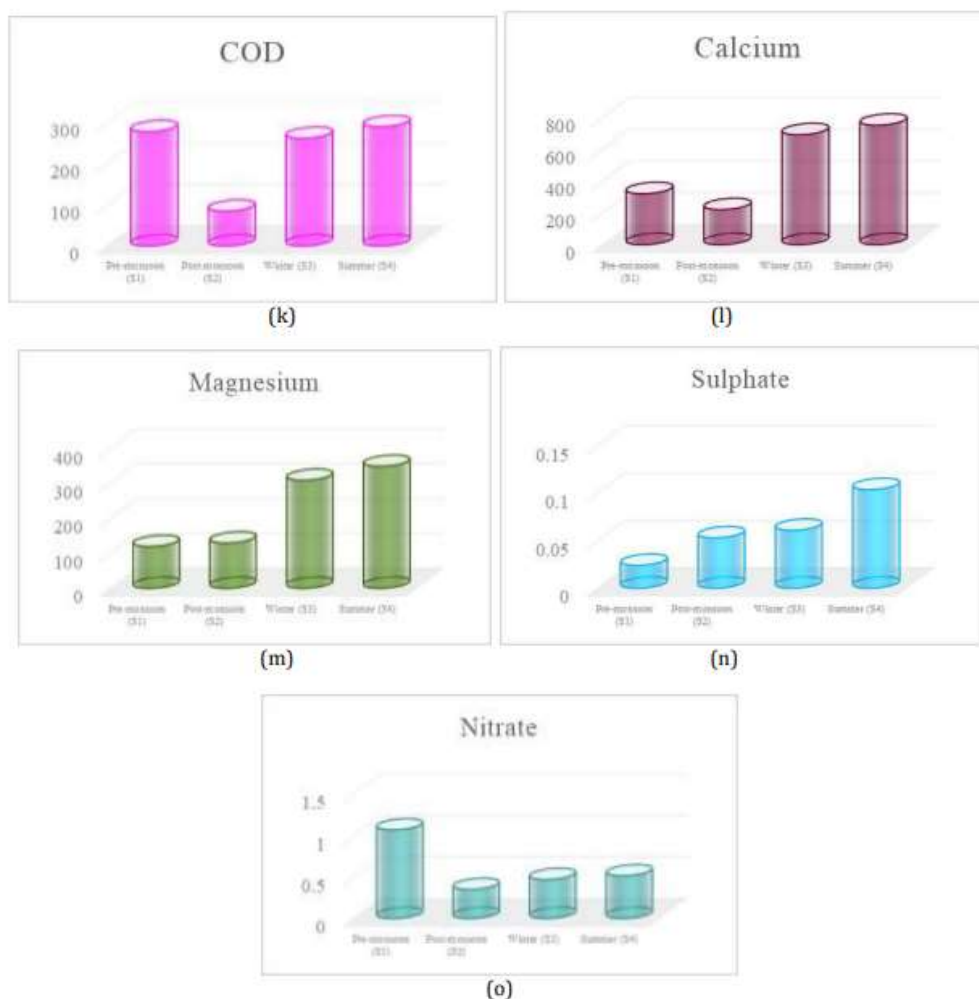 COD
300
200
100
0
Pre-monsoon Post-monsoon Winter (S3) Summer (S4)
(S1) (S2)
(k)
Calcium
800
600
400
200
0
Pre-monsoon Post-monsoon Winter (S3) Summer (S4)
(S1) (S2)
(l)
Magnesium
400
300
200
100
0
Pre-monsoon Post-monsoon Winter (S3) Summer (S4)
(S1) (S2)
(m)
Sulphate
0.15
0.1
0.05
0
Pre-monsoon Post-monsoon Winter (S3) Summer (S4)
(S1) (S2)
(n)
Nitrate
1.5
1
0.5
0
Pre-monsoon Post-monsoon Winter (S3) Summer (S4)
(S1) (S2)
(o)